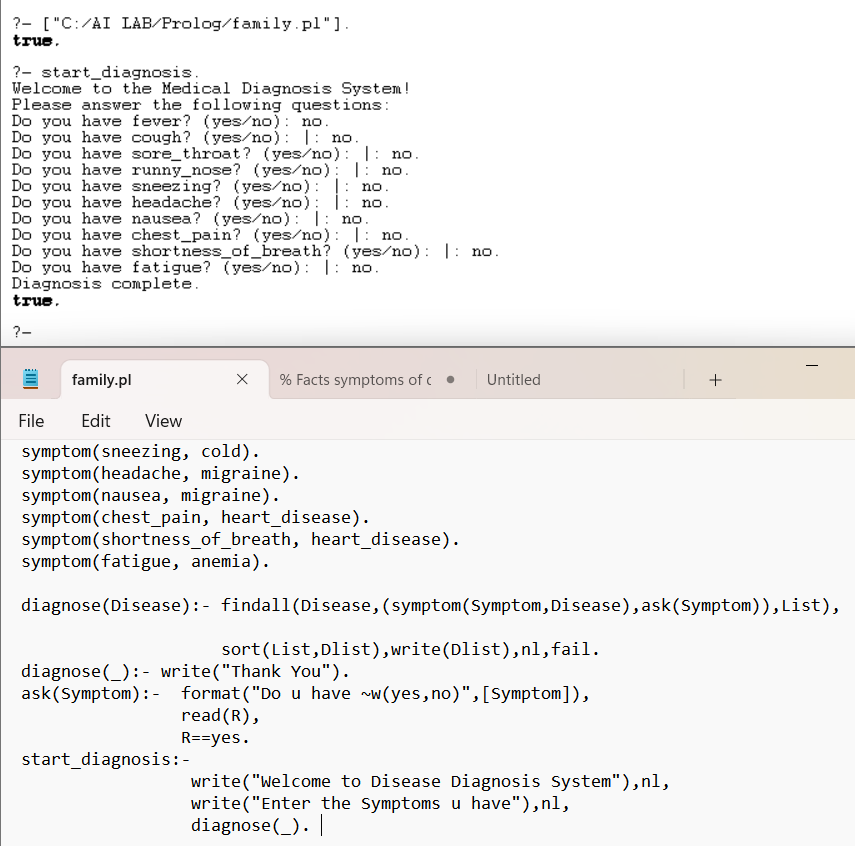 ?- ["C:/AI LAB/Prolog/family.pl"].
true.
?- start_diagnosis.
Welcome to the Medical Diagnosis System!
Please answer the following questions:
Do you have fever? (yes/no): no.
Do you have cough? (yes/no): |: no.
Do you have sore_throat? (yes/no): |: no.
Do you have runny_nose? (yes/no): |: no.
Do you have sneezing? (yes/no): |: no.
Do you have headache? (yes/no): |: no.
Do you have nausea? (yes/no): |: no.
Do you have chest_pain? (yes/no): |: no.
Do you have shortness_of_breath? (yes/no): |: no.
Do you have fatigue? (yes/no): |: no.
Diagnosis complete.
true.
?-
family.pl
% Facts symptoms of c
Untitled
File Edit View
symptom(sneezing, cold).
symptom(headache, migraine).
symptom(nausea, migraine).
symptom(chest_pain, heart_disease).
symptom(shortness_of_breath, heart_disease).
symptom(fatigue, anemia).
diagnose(Disease):- findall(Disease,(symptom(Symptom,Disease),ask(Symptom)),List),
sort(List,Dlist),write(Dlist),nl,fail.
diagnose(_):- write("Thank You").
ask(Symptom):- format("Do u have ~w(yes,no)",[Symptom]),
read(R),
R==yes.
start_diagnosis:-
write("Welcome to Disease Diagnosis System"),nl,
write("Enter the Symptoms u have"),nl,
diagnose(_).